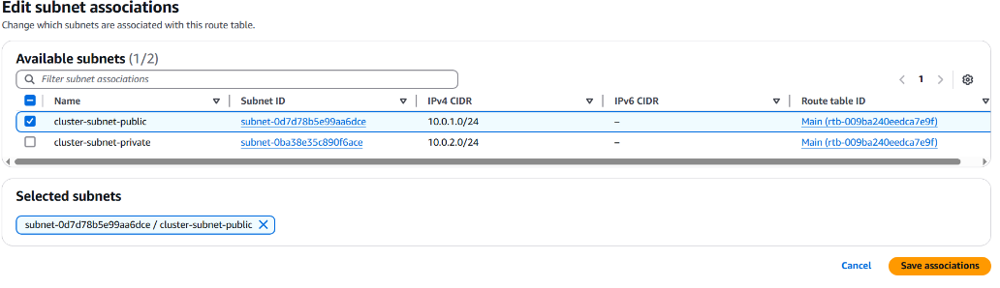 Edit subnet associations
Change which subnets are associated with this route table.
Available subnets (1/2)
Filter subnet associations
1
Name Subnet ID IPv4 CIDR IPv6 CIDR Route table ID
cluster-subnet-public subnet-0d7d78b5e99aa6dce 10.0.1.0/24 – Main (rtb-009ba240eedca7e9f)
cluster-subnet-private subnet-0ba38e35c890f6ace 10.0.2.0/24 – Main (rtb-009ba240eedca7e9f)
Selected subnets
subnet-0d7d78b5e99aa6dce / cluster-subnet-public
Cancel Save associations